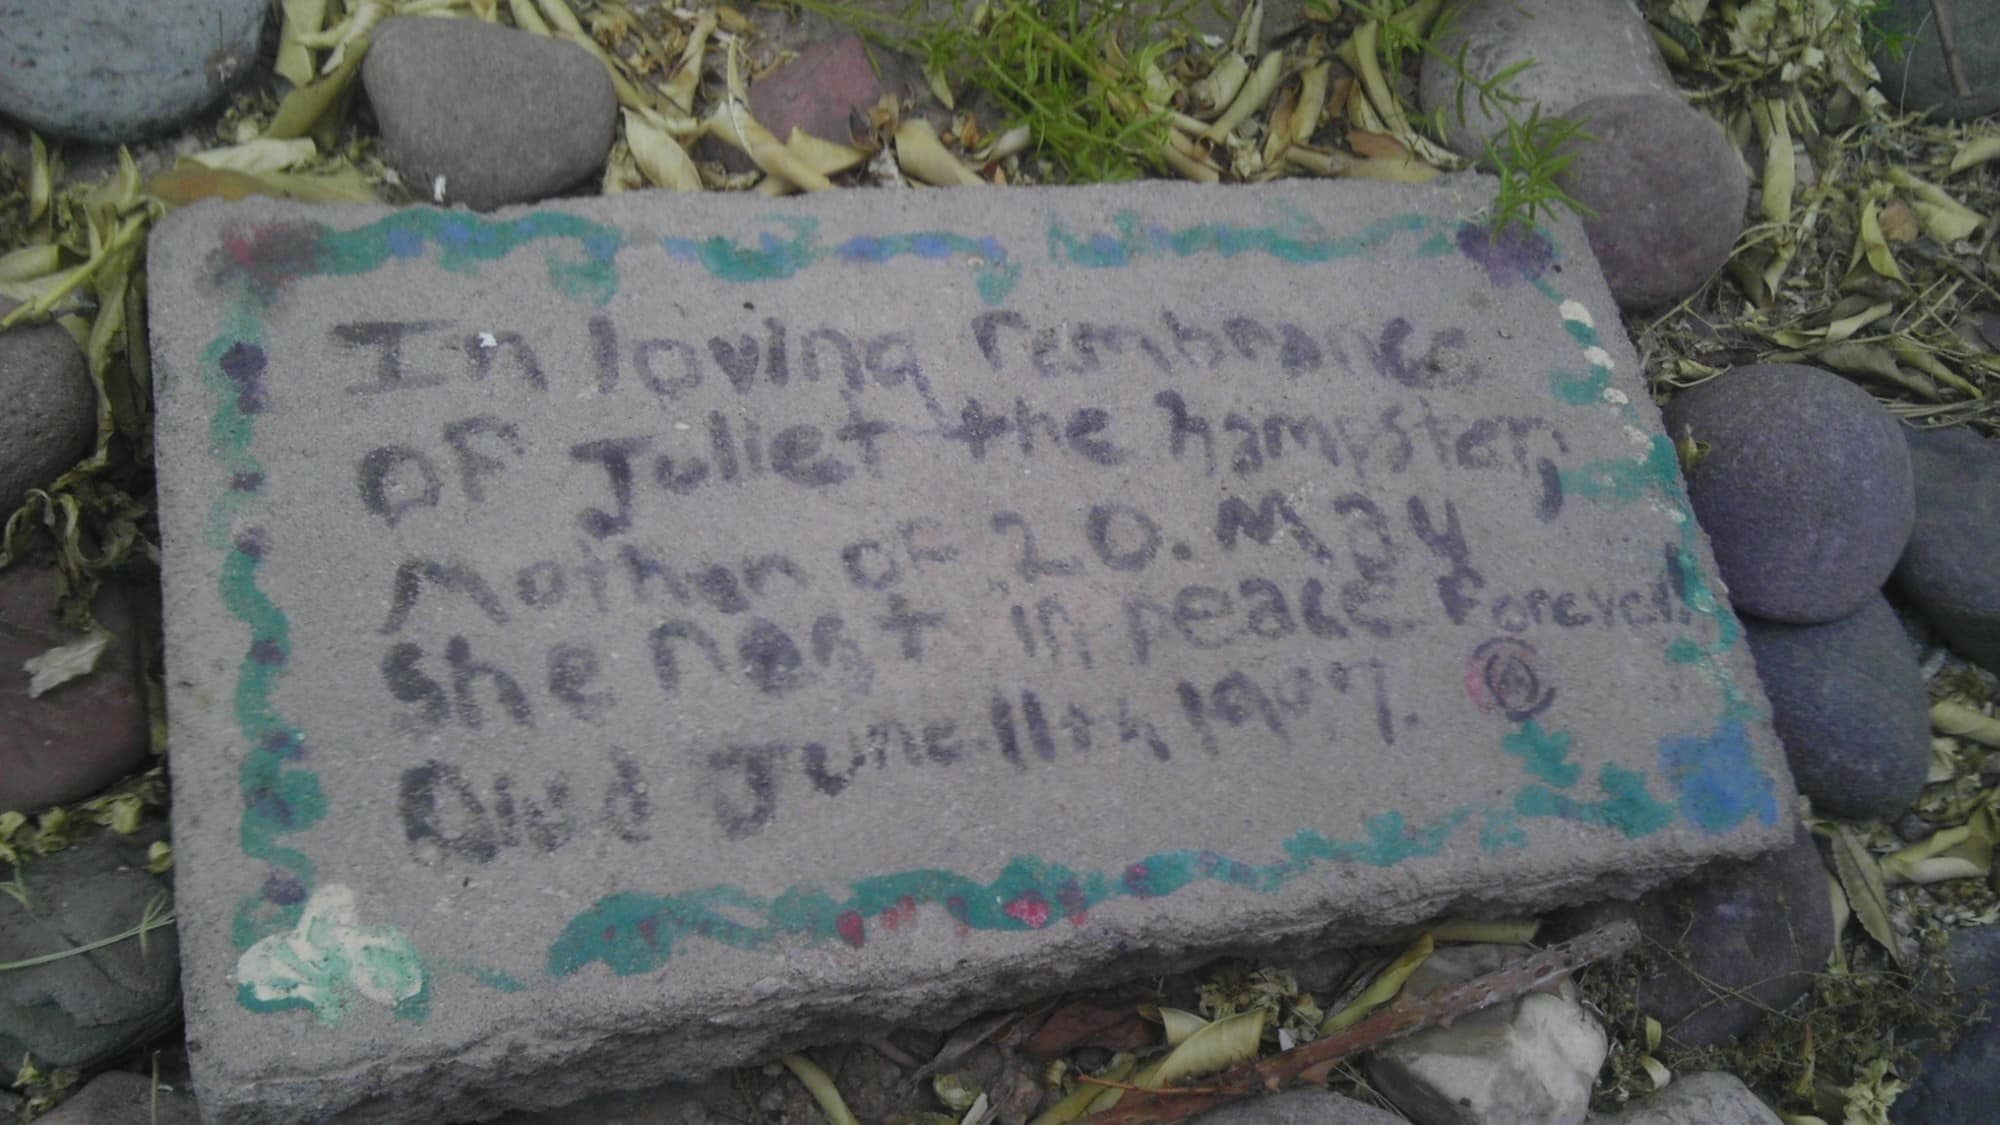 In loving rembrance
OF Juliet the hampster,
Mother of 20. May
She rest in peace forever!!
Died June 11th, 1997.